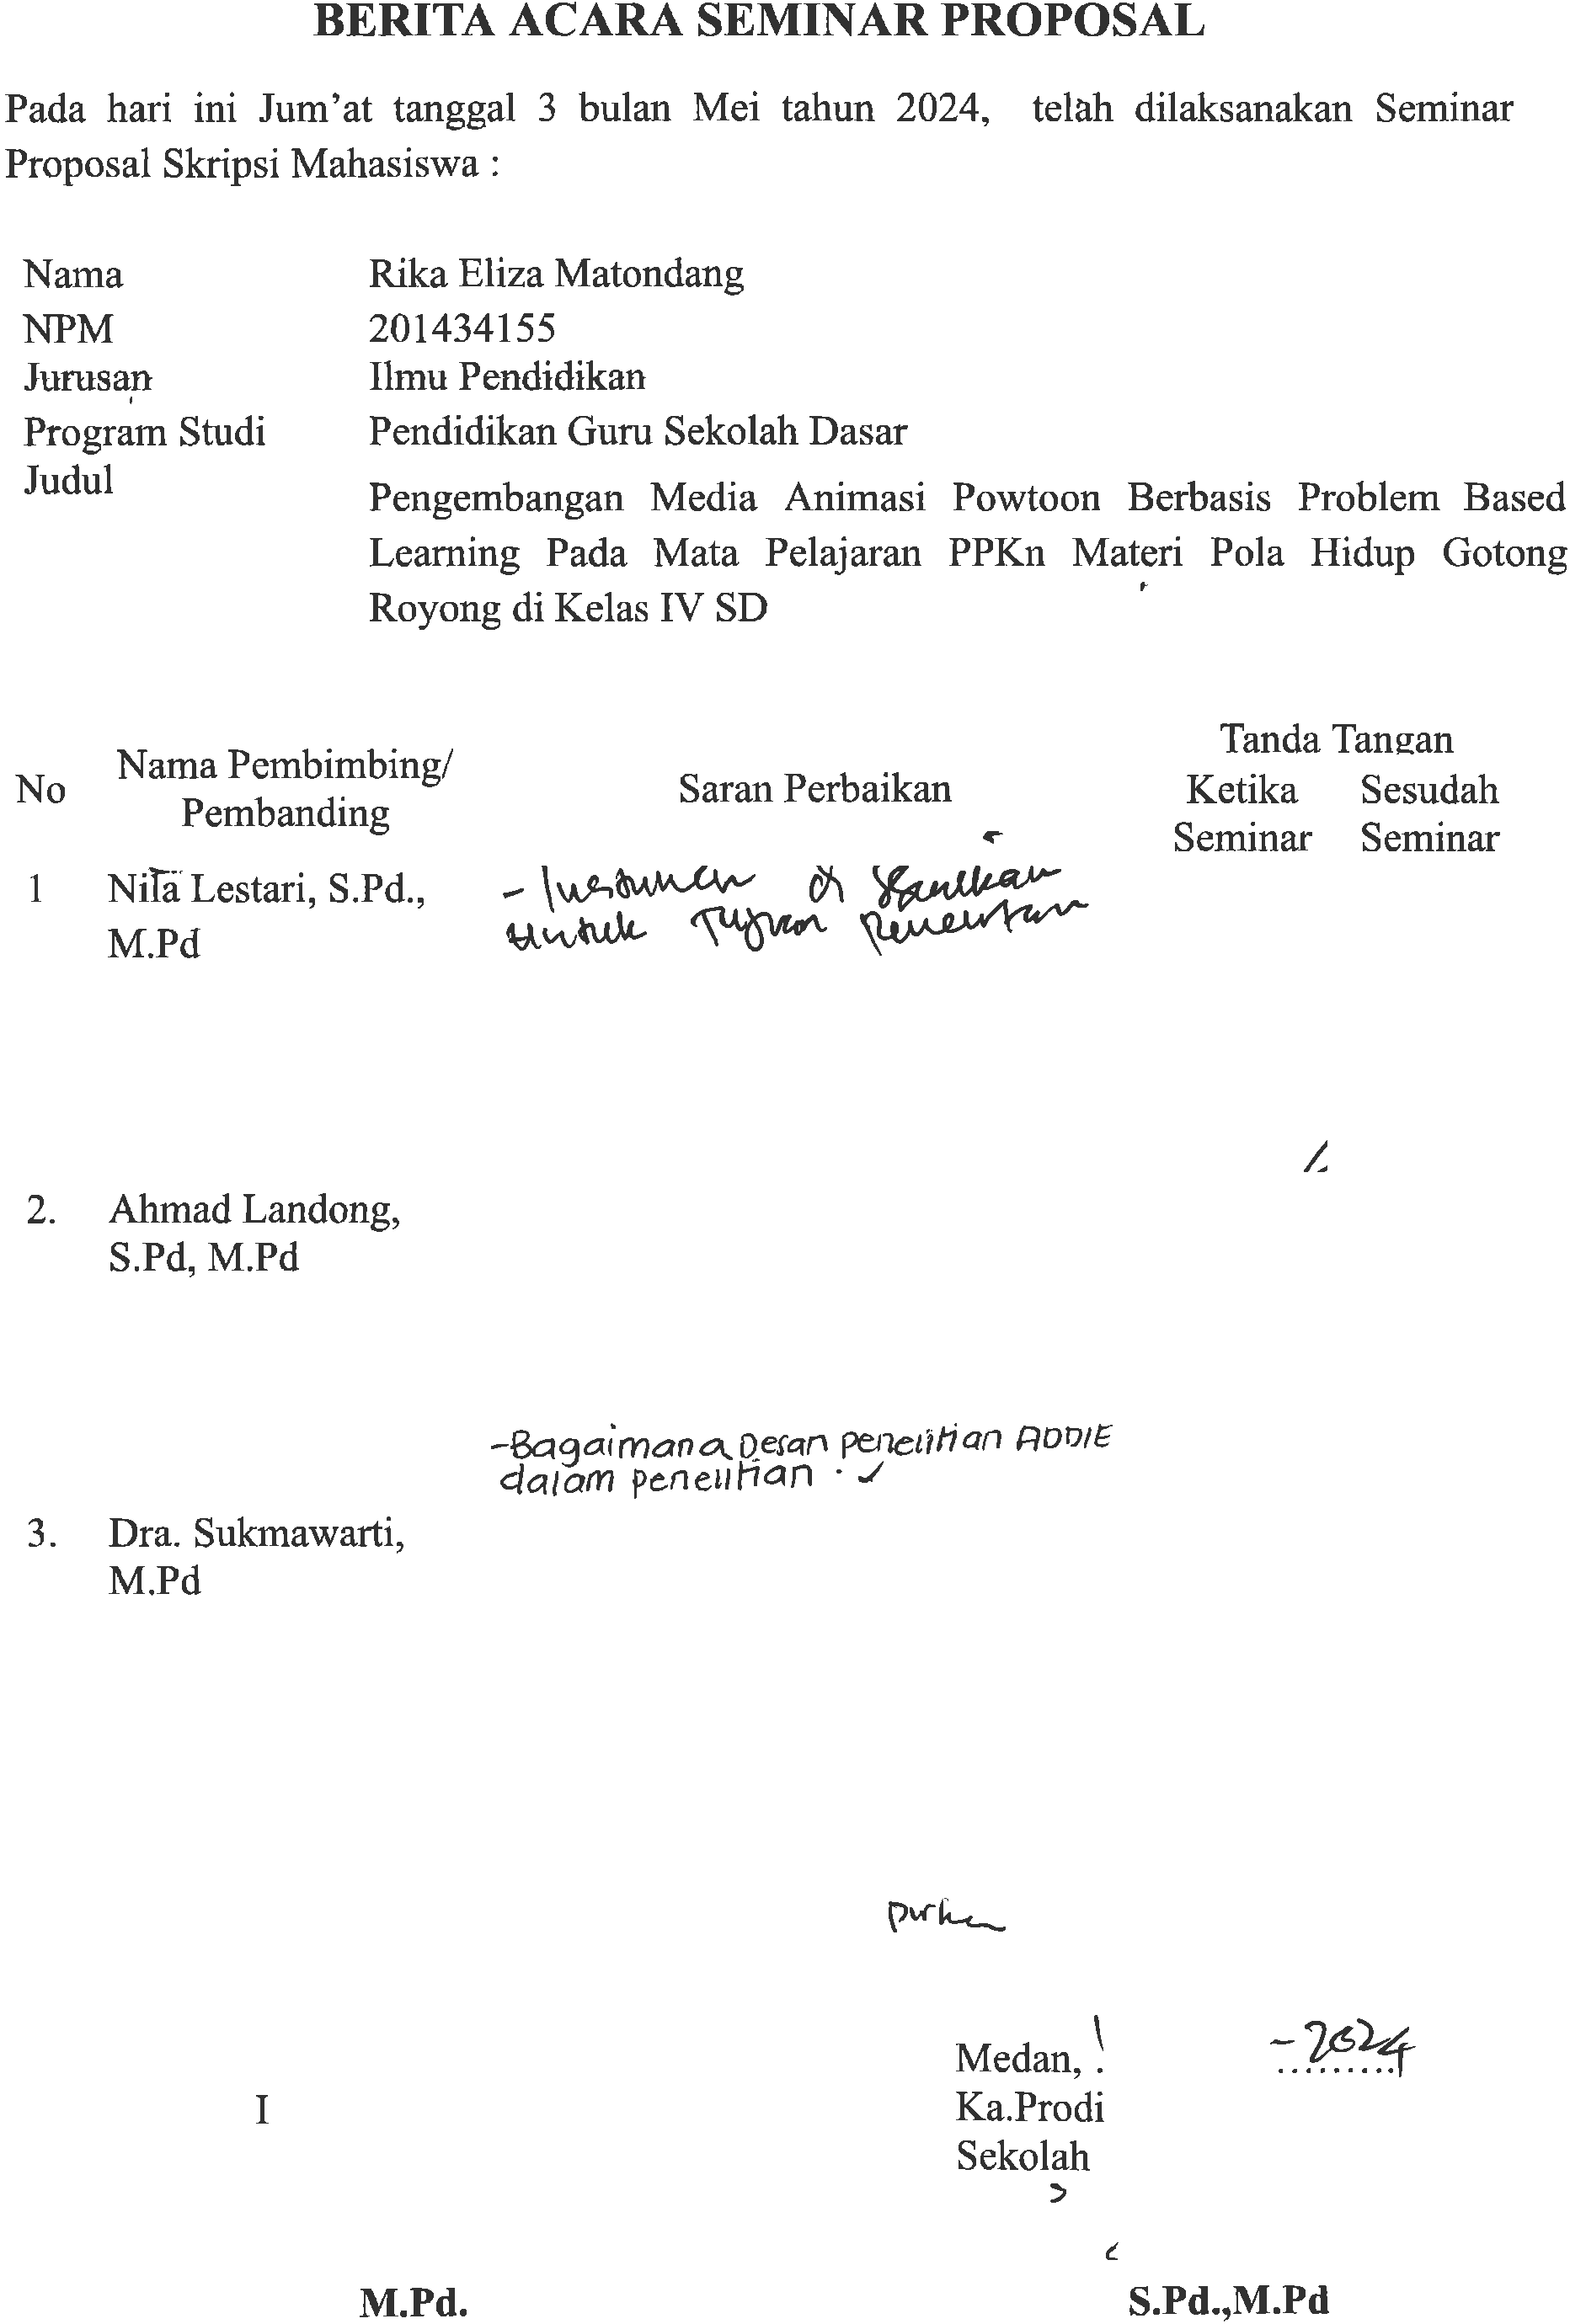 BERITA ACARA SEMINAR PROPOSAL
Pada hari ini Jum'at tanggal 3 bulan Mei tahun 2024, telah dilaksanakan Seminar
Proposal Skripsi Mahasiswa :
Nama Rika Eliza Matondang
NPM 201434155
Jurusan Ilmu Pendidikan
Program Studi Pendidikan Guru Sekolah Dasar
Judul Pengembangan Media Animasi Powtoon Berbasis Problem Based
Learning Pada Mata Pelajaran PPKn Materi Pola Hidup Gotong
Royong di Kelas IV SD
No Nama Pembimbing/ Pembanding Saran Perbaikan Tanda Tangan
Ketika Seminar Sesudah Seminar
1 Nila Lestari, S.Pd., M.Pd
- Instrumen di
untuk Tujuan Penelitian
2. Ahmad Landong,
S.Pd, M.Pd
-Bagaimana Desan penelitian ADDIE
dalam penelitian
3. Dra. Sukmawarti,
M.Pd
Medan, -2024
Ka.Prodi
I
Sekolah
M.Pd. S.Pd.,M.Pd